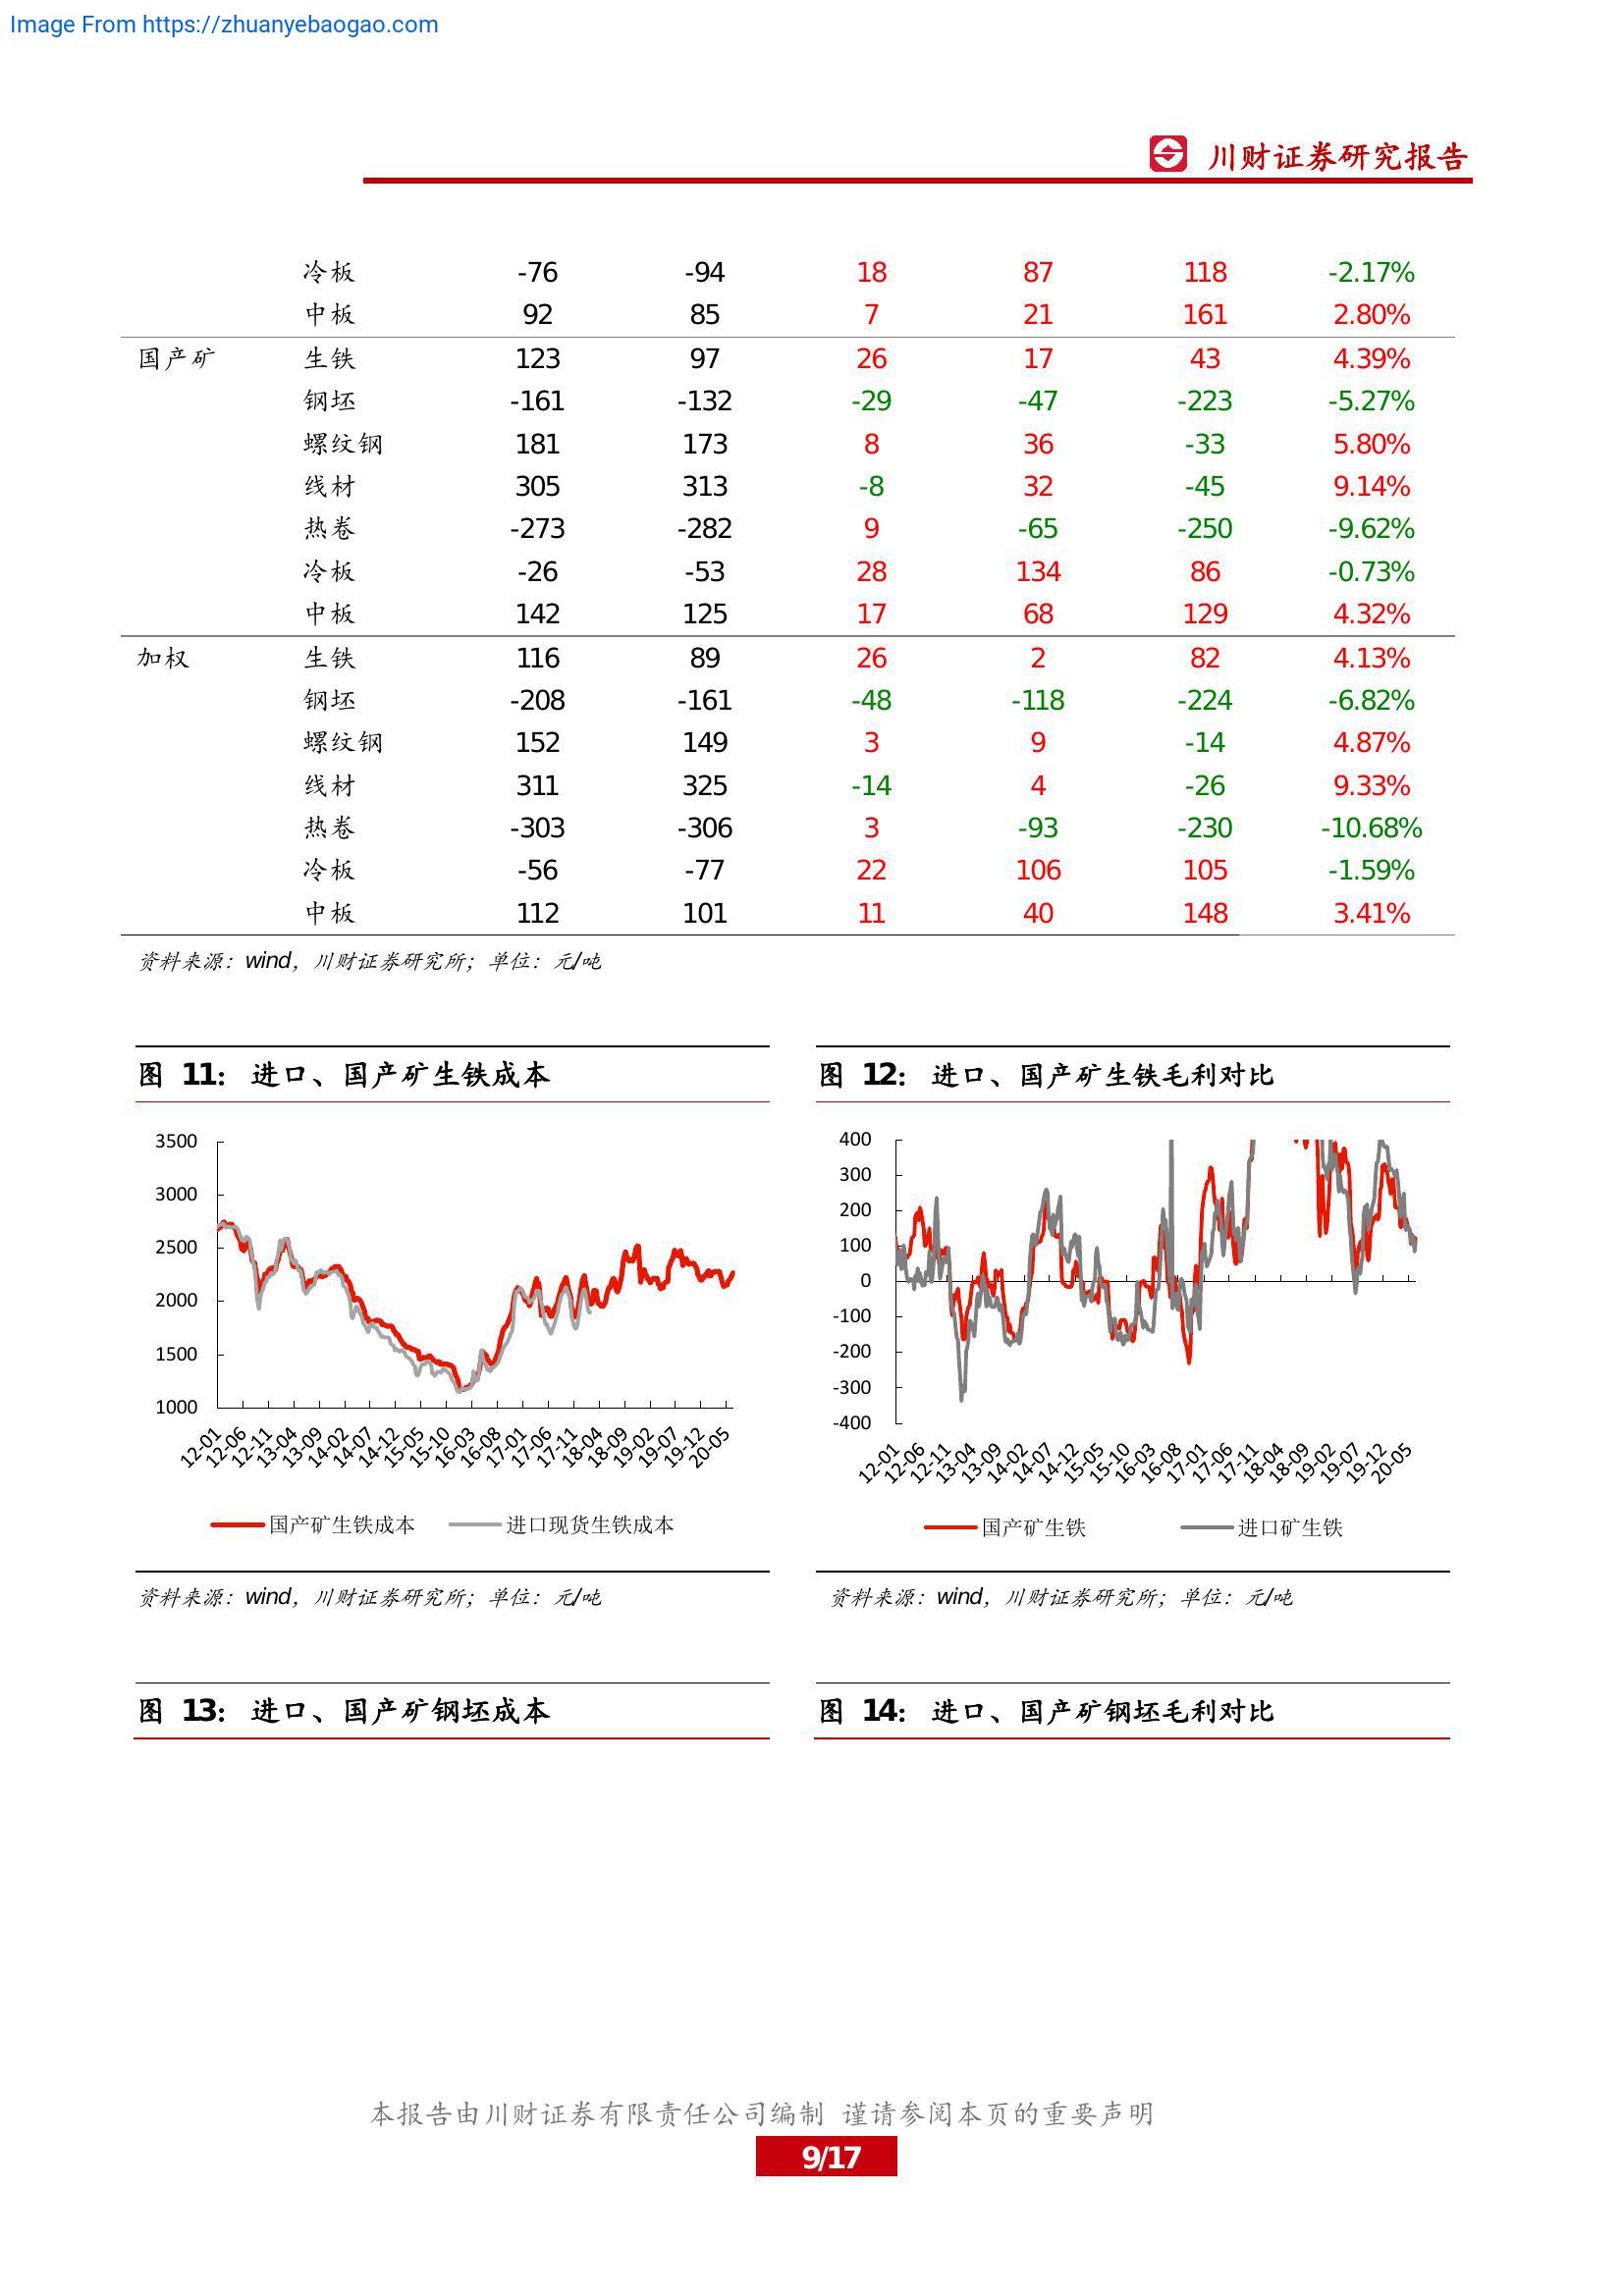 Image From https://zhuanyebaogao.com
川财证券研究报告
冷板 -76 -94 18 87 118 -2.17%
中板 92 85 7 21 161 2.80%
国产矿 生铁 123 97 26 17 43 4.39%
钢坯 -161 -132 -29 -47 -223 -5.27%
螺纹钢 181 173 8 36 -33 5.80%
线材 305 313 -8 32 -45 9.14%
热卷 -273 -282 9 -65 -250 -9.62%
冷板 -26 -53 28 134 86 -0.73%
中板 142 125 17 68 129 4.32%
加权 生铁 116 89 26 2 82 4.13%
钢坯 -208 -161 -48 -118 -224 -6.82%
螺纹钢 152 149 3 9 -14 4.87%
线材 311 325 -14 4 -26 9.33%
热卷 -303 -306 3 -93 -230 -10.68%
冷板 -56 -77 22 106 105 -1.59%
中板 112 101 11 40 148 3.41%
资料来源：wind，川财证券研究所；单位：元/吨
图 11： 进口、国产矿生铁成本
3500
3000
2500
2000
1500
1000
12-01 12-06 12-11 13-04 13-09 14-02 14-07 14-12 15-05 15-10 16-03 16-08 17-01 17-06 17-11 18-04 18-09 19-02 19-07 19-12 20-05
国产矿生铁成本 进口现货生铁成本
资料来源：wind，川财证券研究所；单位：元/吨
图 12： 进口、国产矿生铁毛利对比
400
300
200
100
0
-100
-200
-300
-400
12-01 12-06 12-11 13-04 13-09 14-02 14-07 14-12 15-05 15-10 16-03 16-08 17-01 17-06 17-11 18-04 18-09 19-02 19-07 19-12 20-05
国产矿生铁 进口矿生铁
资料来源：wind，川财证券研究所；单位：元/吨
图 13： 进口、国产矿钢坯成本
图 14： 进口、国产矿钢坯毛利对比
本报告由川财证券有限责任公司编制 谨请参阅本页的重要声明
9/17